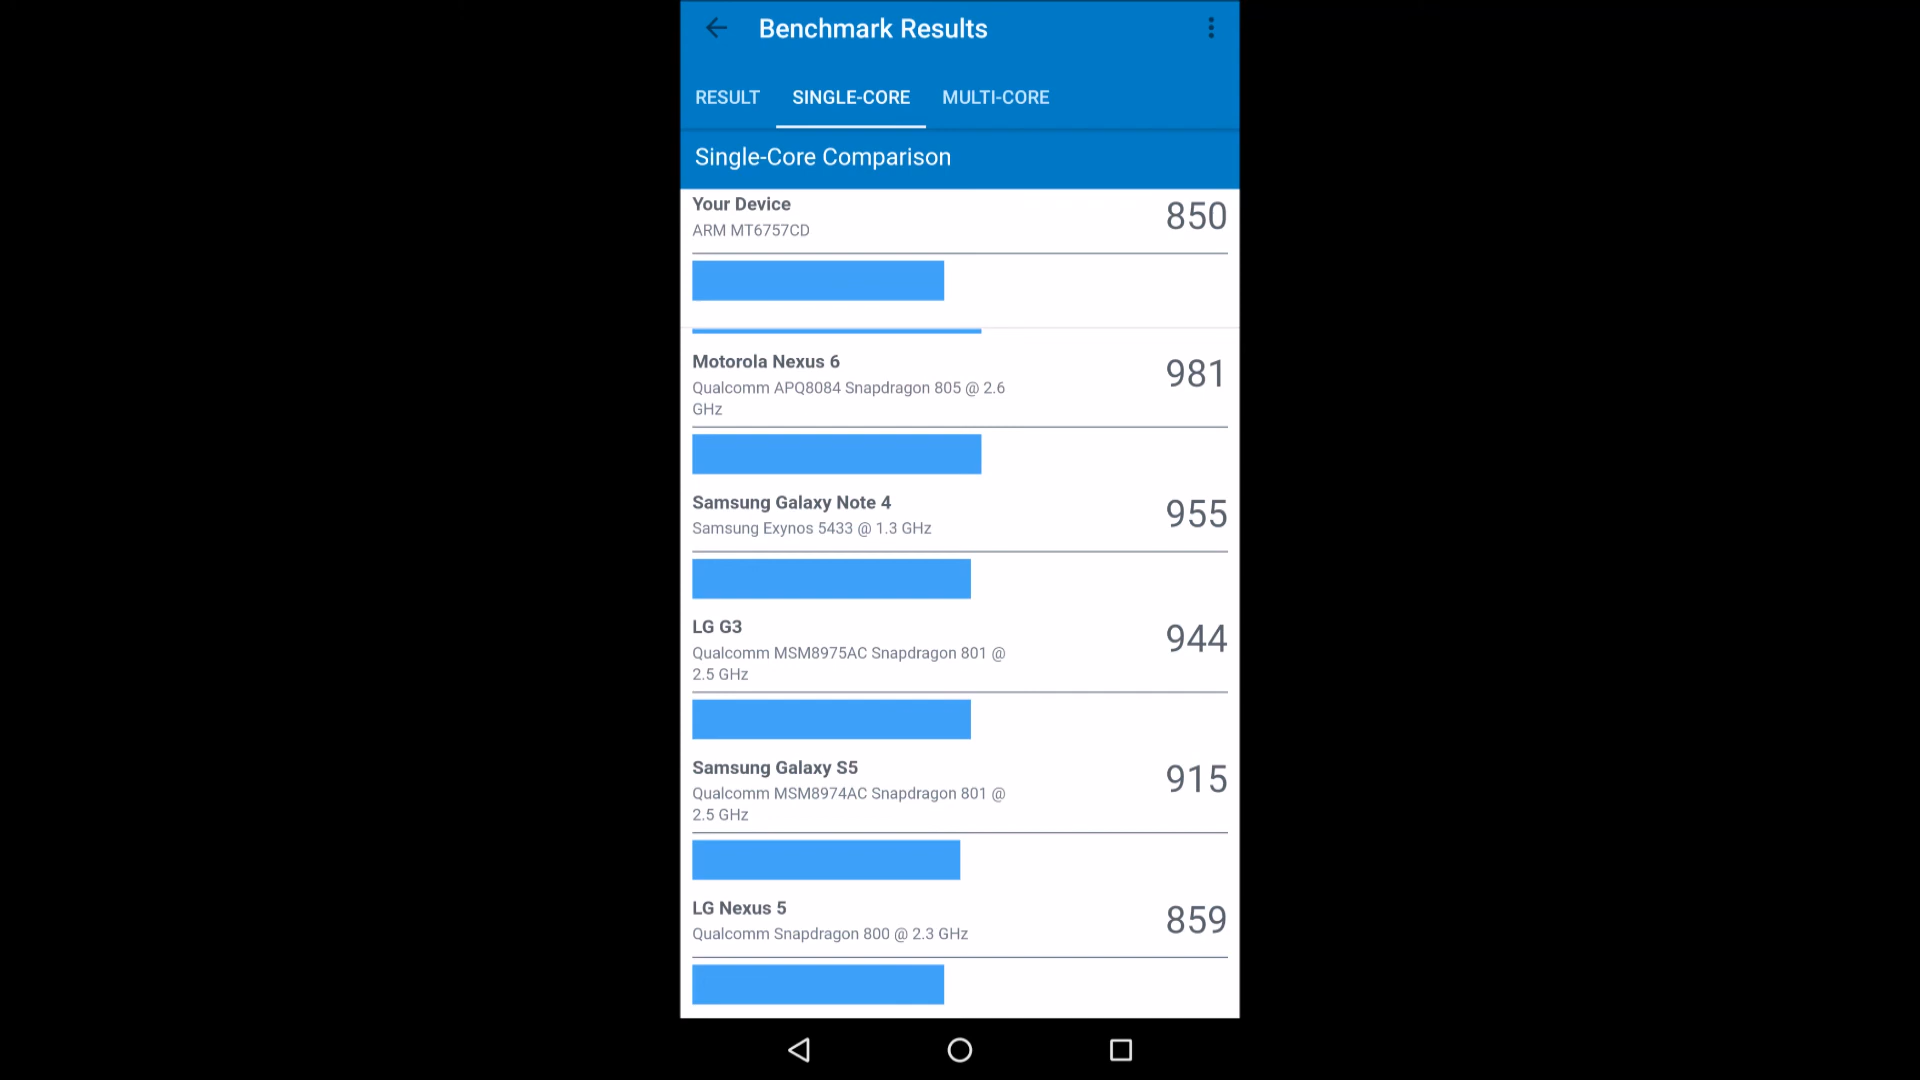 Benchmark Results
RESULT SINGLE-CORE MULTI-CORE
Single-Core Comparison
Your Device
850
ARM MT6757CD
Motorola Nexus 6
981
Qualcomm APQ8084 Snapdragon 805 @ 2.6
GHz
Samsung Galaxy Note 4
955
Samsung Exynos 5433 @ 1.3 GHz
LG G3
944
Qualcomm MSM8975AC Snapdragon 801 @
2.5 GHz
Samsung Galaxy S5
915
Qualcomm MSM8974AC Snapdragon 801 @
2.5 GHz
LG Nexus 5
859
Qualcomm Snapdragon 800 @ 2.3 GHz